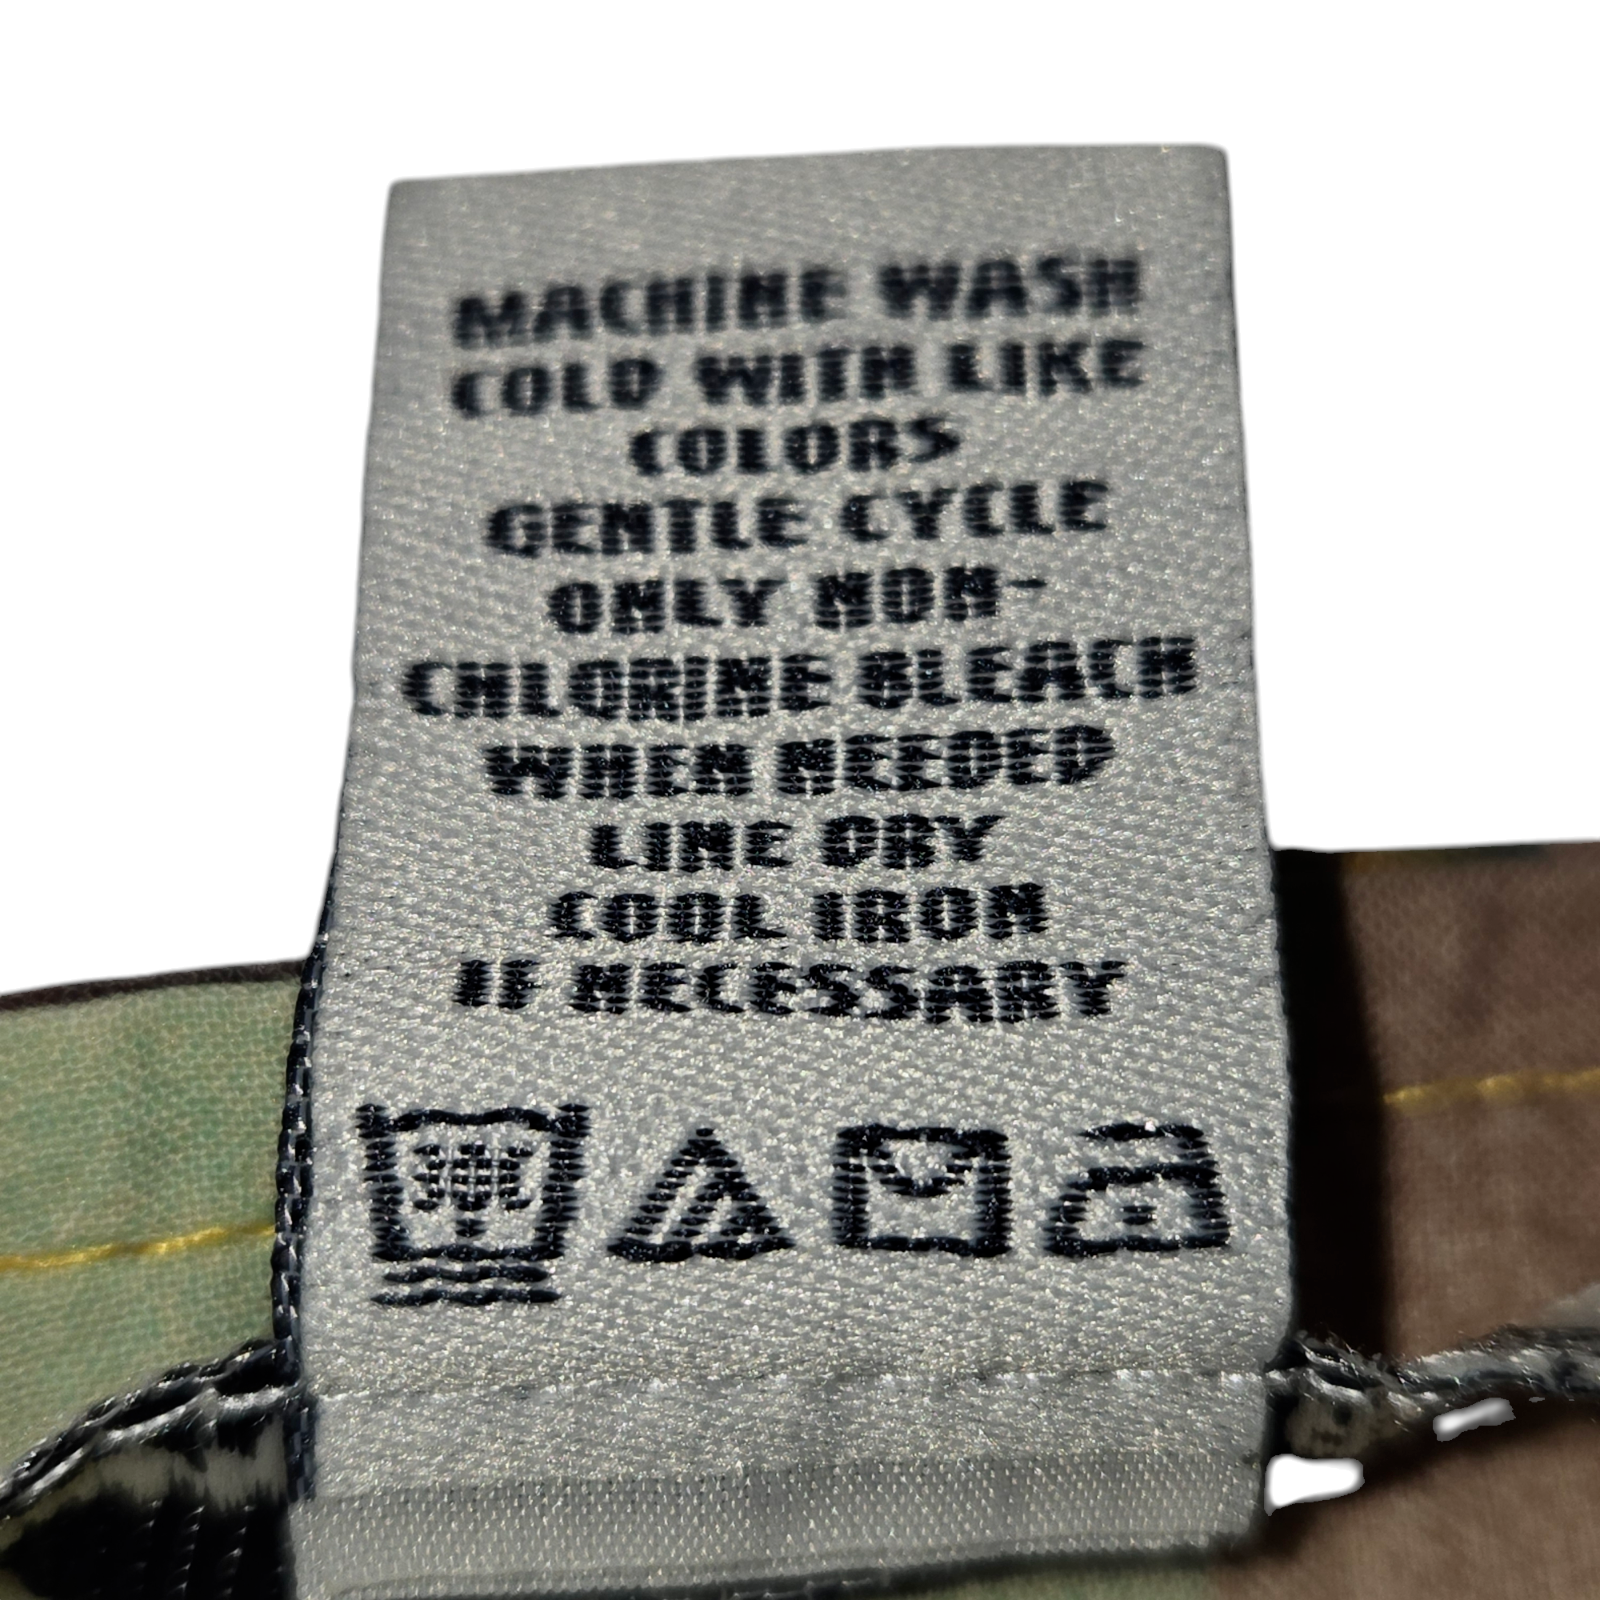 MACHINE WASH
COLD WITH LIKE
COLORS
GENTLE CYCLE
ONLY NON-
CHLORINE BLEACH
WHEN NEEDED
LINE DRY
COOL IRON
IF NECESSARY
30C